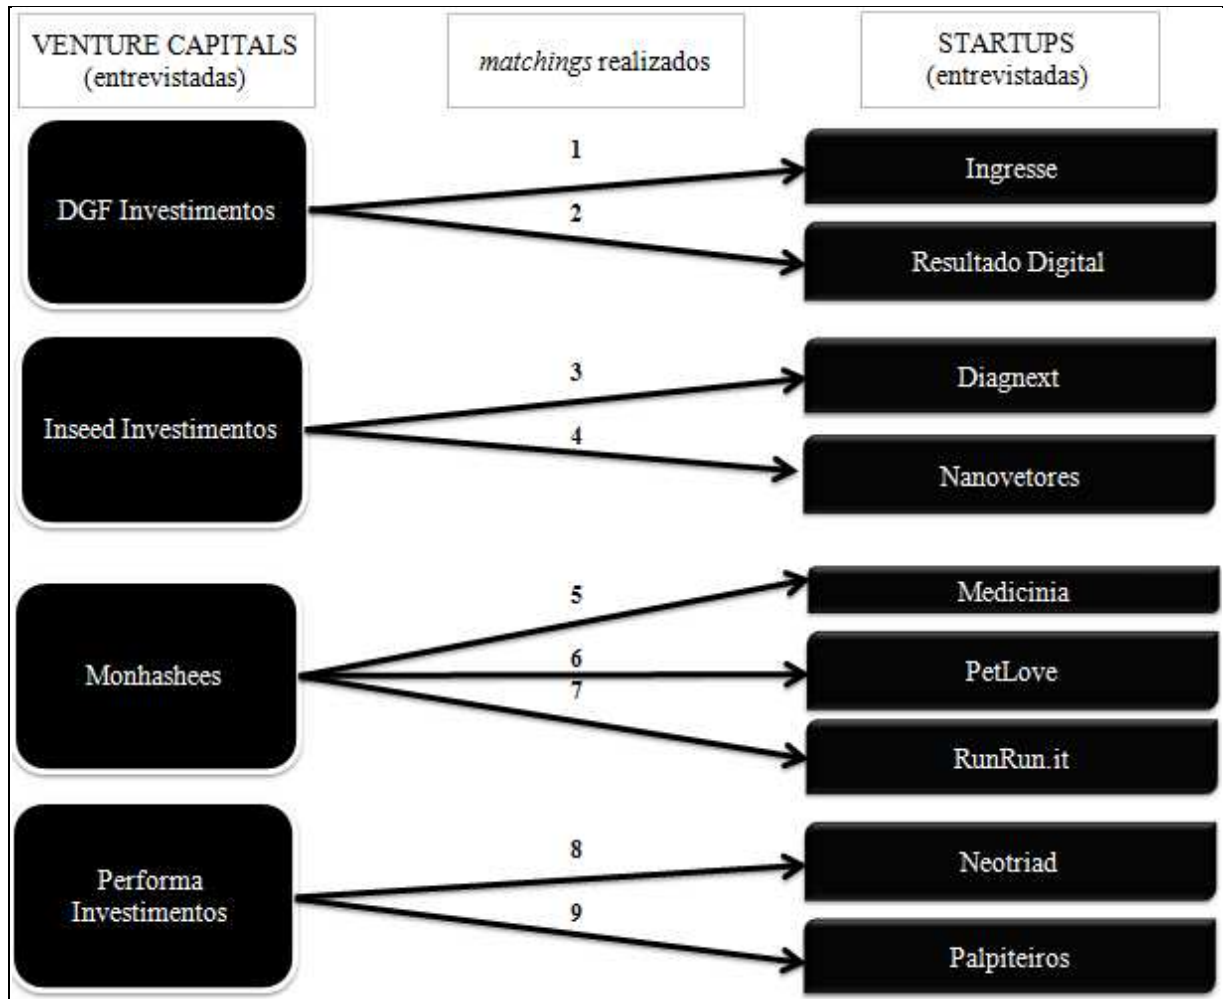 VENTURE CAPITALS
(entrevistadas)
matchings realizados
STARTUPS
(entrevistadas)
DGF Investimentos
1
2
Ingresse
Resultado Digital
Inseed Investimentos
3
4
Diagnext
Nanovetores
Monhashees
5
6
7
Medicinia
PetLove
RunRun.it
Performa
Investimentos
8
9
Neotriad
Palpiteiros